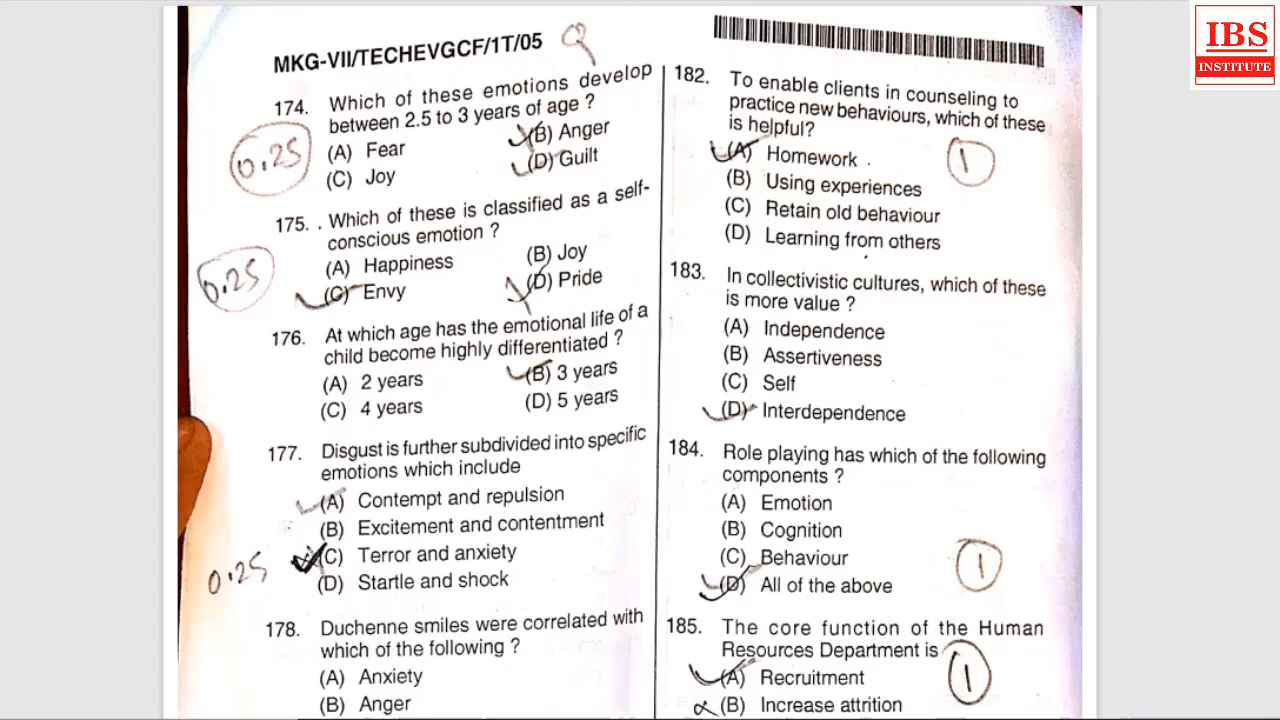 IBS
INSTITUTE
MKG-VII/TECHEVGCF/1T/05
174. Which of these emotions develop
between 2.5 to 3 years of age ?
(A) Fear (B) Anger
(C) Joy (D) Guilt
0.25
175. . Which of these is classified as a self-
conscious emotion ?
(A) Happiness (B) Joy
(C) Envy (D) Pride
0.25
176. At which age has the emotional life of a
child become highly differentiated ?
(A) 2 years (B) 3 years
(C) 4 years (D) 5 years
177. Disgust is further subdivided into specific
emotions which include
(A) Contempt and repulsion
(B) Excitement and contentment
(C) Terror and anxiety
(D) Startle and shock
0.25
178. Duchenne smiles were correlated with
which of the following ?
(A) Anxiety
(B) Anger
182. To enable clients in counseling to
practice new behaviours, which of these
is helpful?
(A) Homework .
(B) Using experiences
(C) Retain old behaviour
(D) Learning from others
1
183. In collectivistic cultures, which of these
is more value ?
(A) Independence
(B) Assertiveness
(C) Self
(D) Interdependence
184. Role playing has which of the following
components ?
(A) Emotion
(B) Cognition
(C) Behaviour
(D) All of the above
1
185. The core function of the Human
Resources Department is
(A) Recruitment
(B) Increase attrition
1